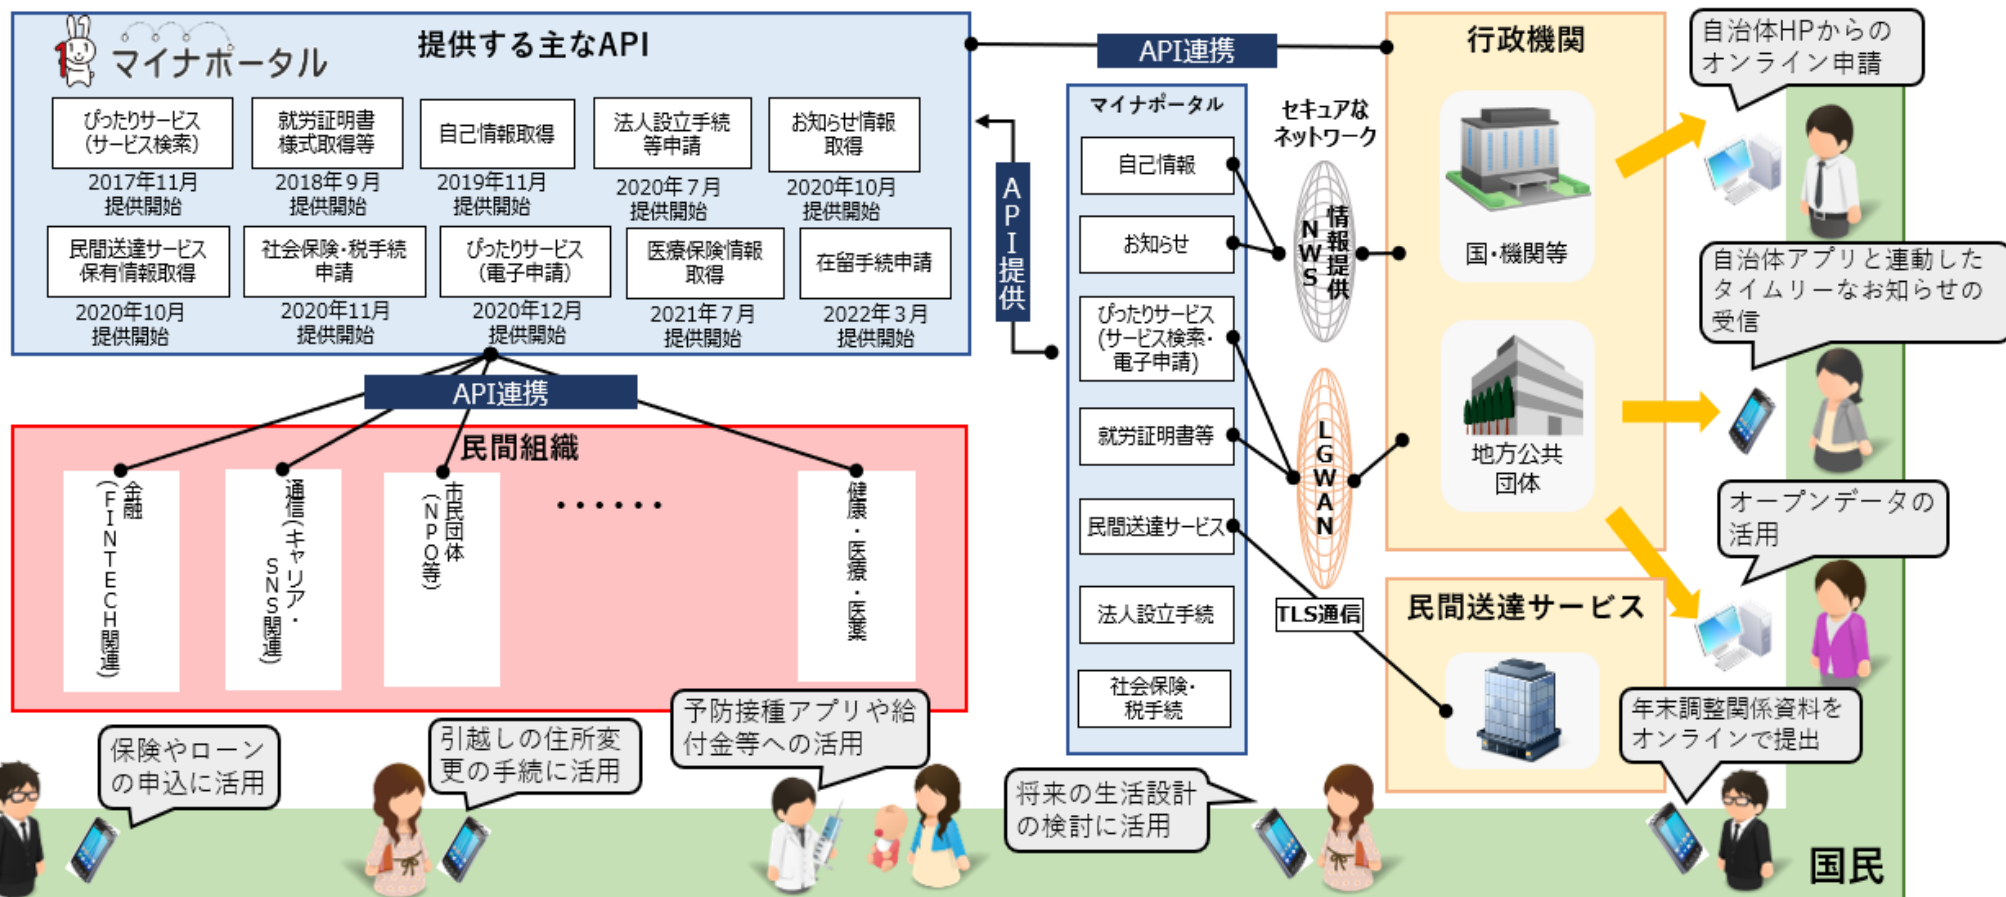 マイナポータル
提供する主なAPI
ぴったりサービス
(サービス検索)
2017年11月
提供開始
就労証明書
様式取得等
2018年9月
提供開始
自己情報取得
2019年11月
提供開始
法人設立手続
等申請
2020年7月
提供開始
お知らせ情報
取得
2020年10月
提供開始
民間送達サービス
保有情報取得
2020年10月
提供開始
社会保険・税手続
申請
2020年11月
提供開始
ぴったりサービス
(電子申請)
2020年12月
提供開始
医療保険情報
取得
2021年7月
提供開始
在留手続申請
2022年3月
提供開始
API連携
API連携
API提供
民間組織
金融
(FINTECH関連)
通信(キャリア・
SNS関連)
市民団体
(NPO等)
・・・・・・
健康・医療・医薬
マイナポータル
自己情報
お知らせ
ぴったりサービス
(サービス検索・
電子申請)
就労証明書等
民間送達サービス
法人設立手続
社会保険・
税手続
セキュアな
ネットワーク
情報提供
NWS
LGWAN
TLS通信
行政機関
国・機関等
地方公共
団体
民間送達サービス
自治体HPからの
オンライン申請
自治体アプリと連動した
タイムリーなお知らせの
受信
オープンデータの
活用
年末調整関係資料を
オンラインで提出
保険やローン
の申込に活用
引越しの住所変
更の手続に活用
予防接種アプリや給
付金等への活用
将来の生活設計
の検討に活用
国民